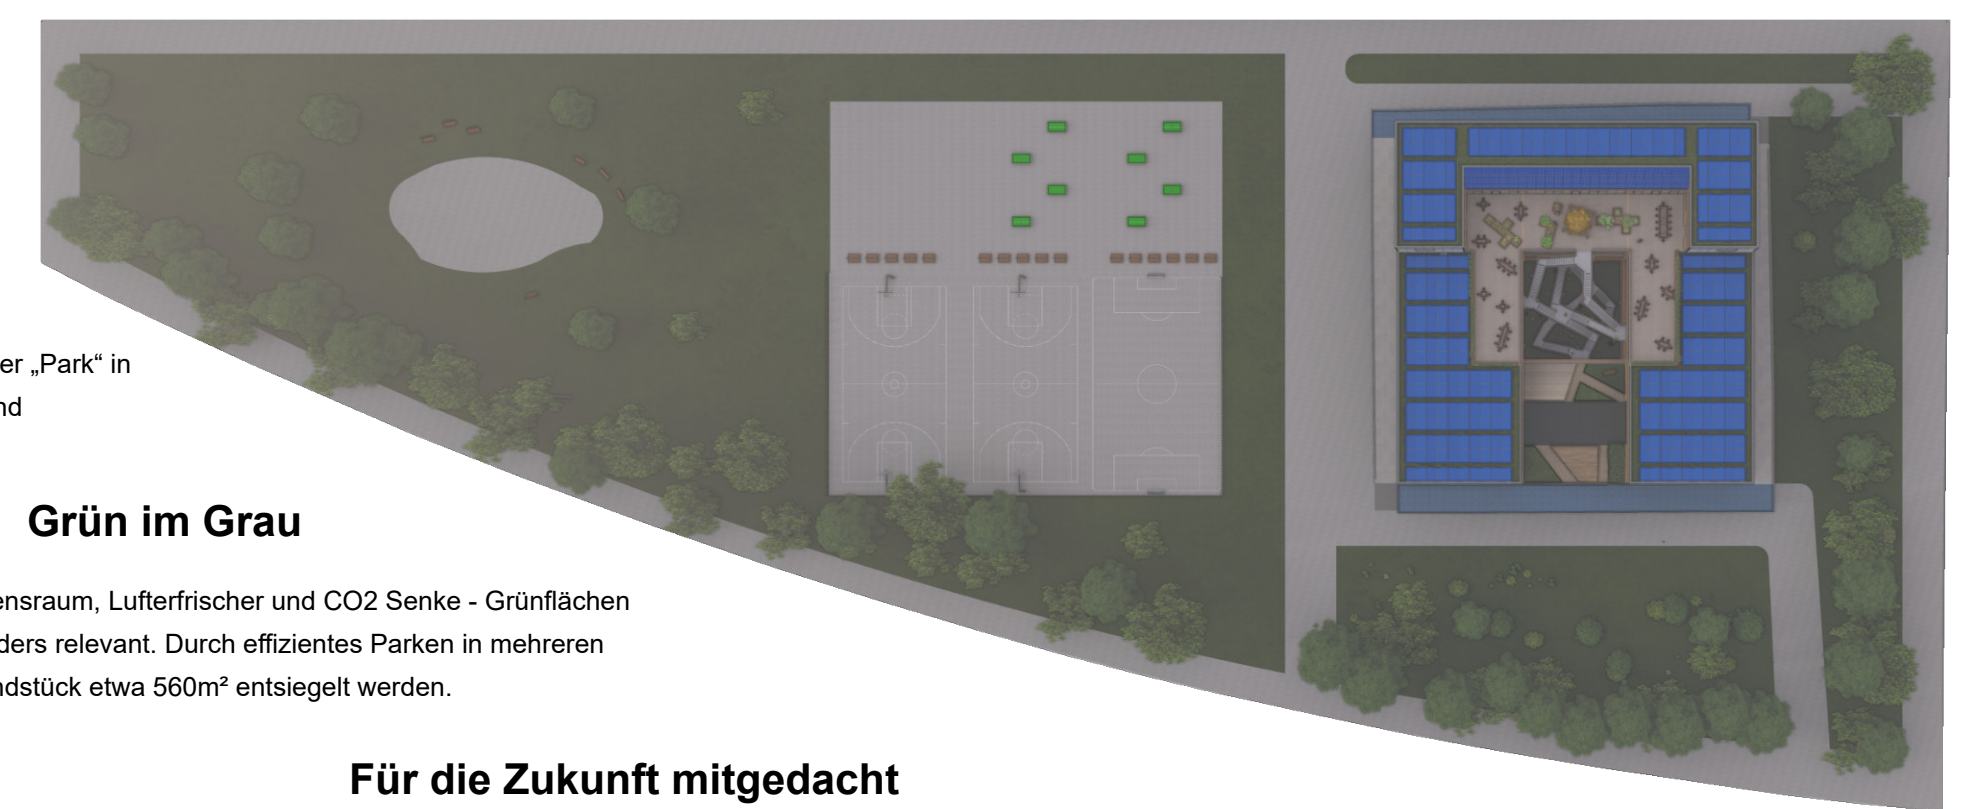 er „Park“ in
nd
Grün im Grau
ensraum, Lufterfrischer und CO2 Senke - Grünflächen
ders relevant. Durch effizientes Parken in mehreren
ndstück etwa 560m² entsiegelt werden.
Für die Zukunft mitgedacht